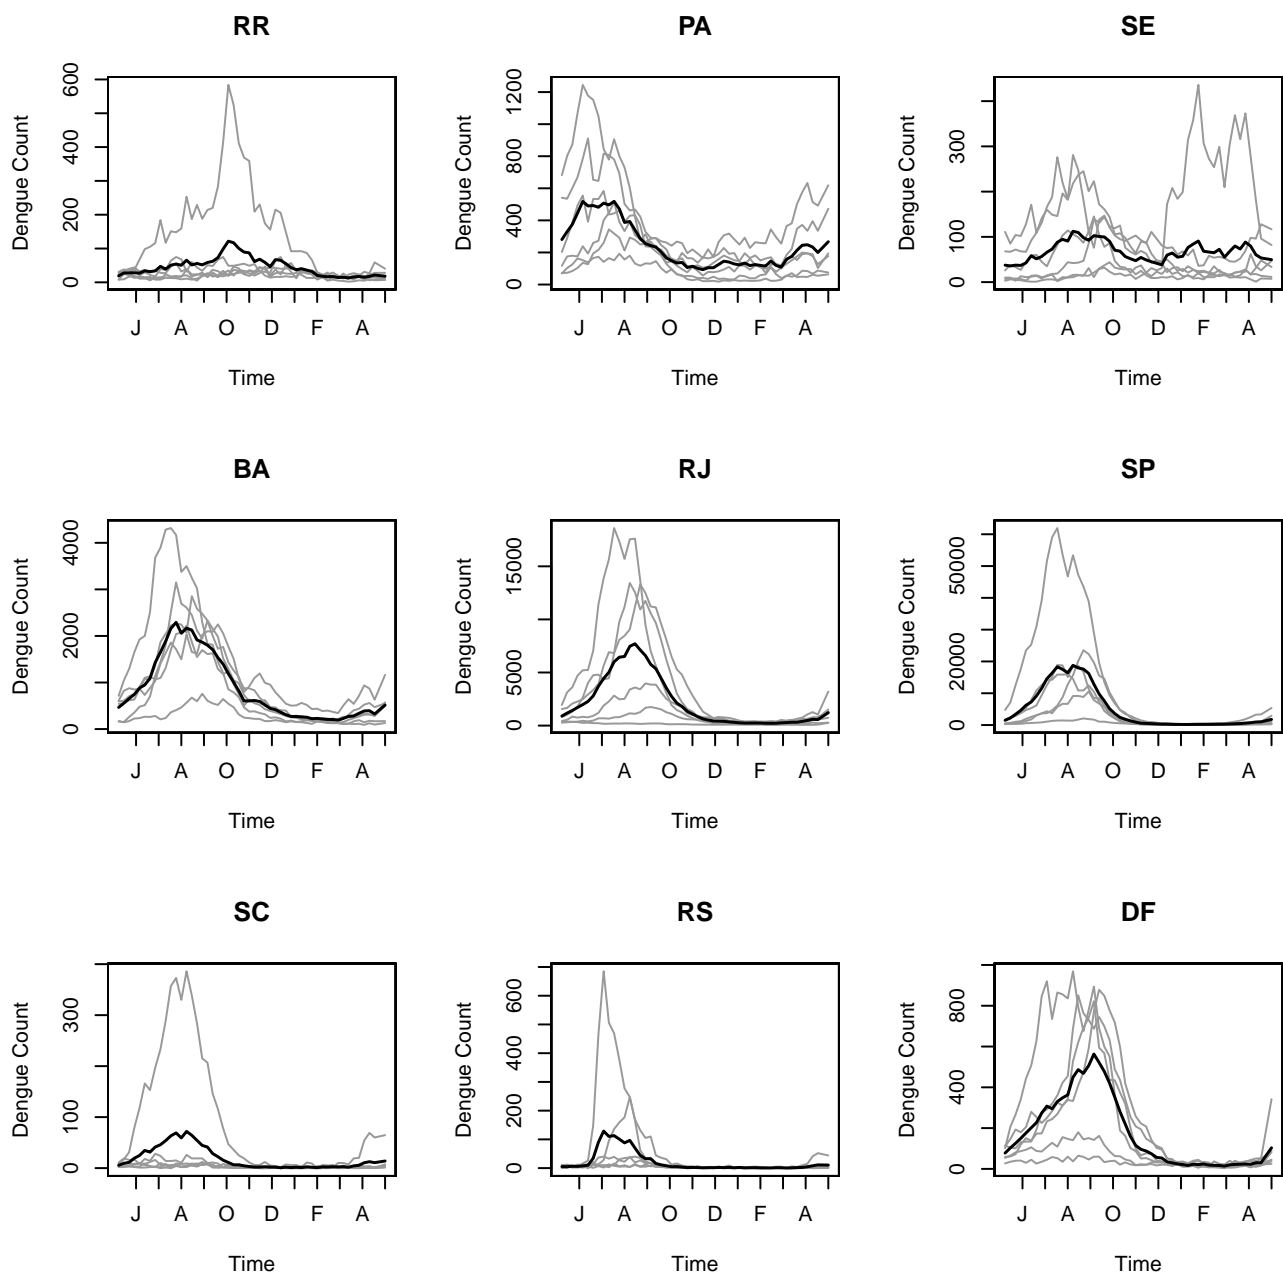 RR
PA
SE
Dengue Count
0 200 400 600
J A O D F A
Time
Dengue Count
0 400 800 1200
J A O D F A
Time
Dengue Count
0 100 300
J A O D F A
Time
BA
RJ
SP
Dengue Count
0 2000 4000
J A O D F A
Time
Dengue Count
0 5000 15000
J A O D F A
Time
Dengue Count
0 20000 50000
J A O D F A
Time
SC
RS
DF
Dengue Count
0 100 300
J A O D F A
Time
Dengue Count
0 200 400 600
J A O D F A
Time
Dengue Count
0 400 800
J A O D F A
Time